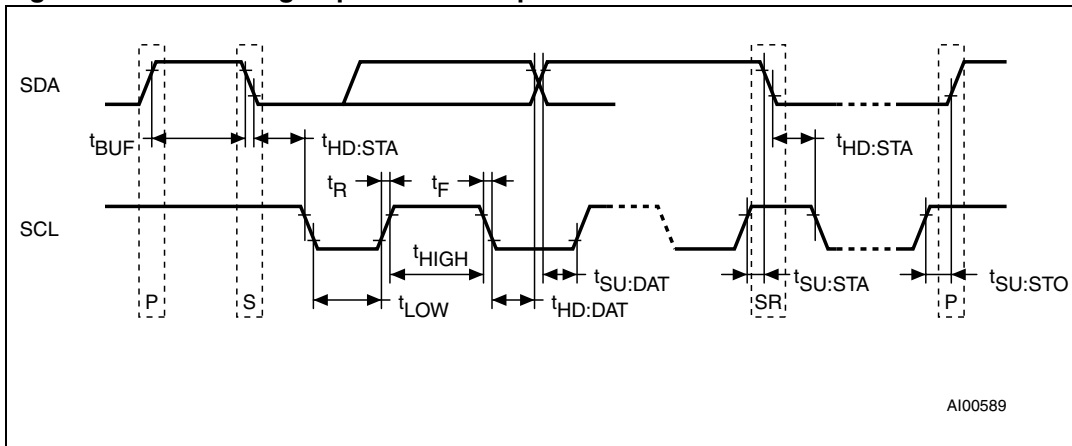 SDA
tBUF
tHD:STA
tHD:STA
tR
tF
SCL
tHIGH
tSU:DAT
tSU:STA
tSU:STO
P
S
tLOW
tHD:DAT
SR
P
AI00589